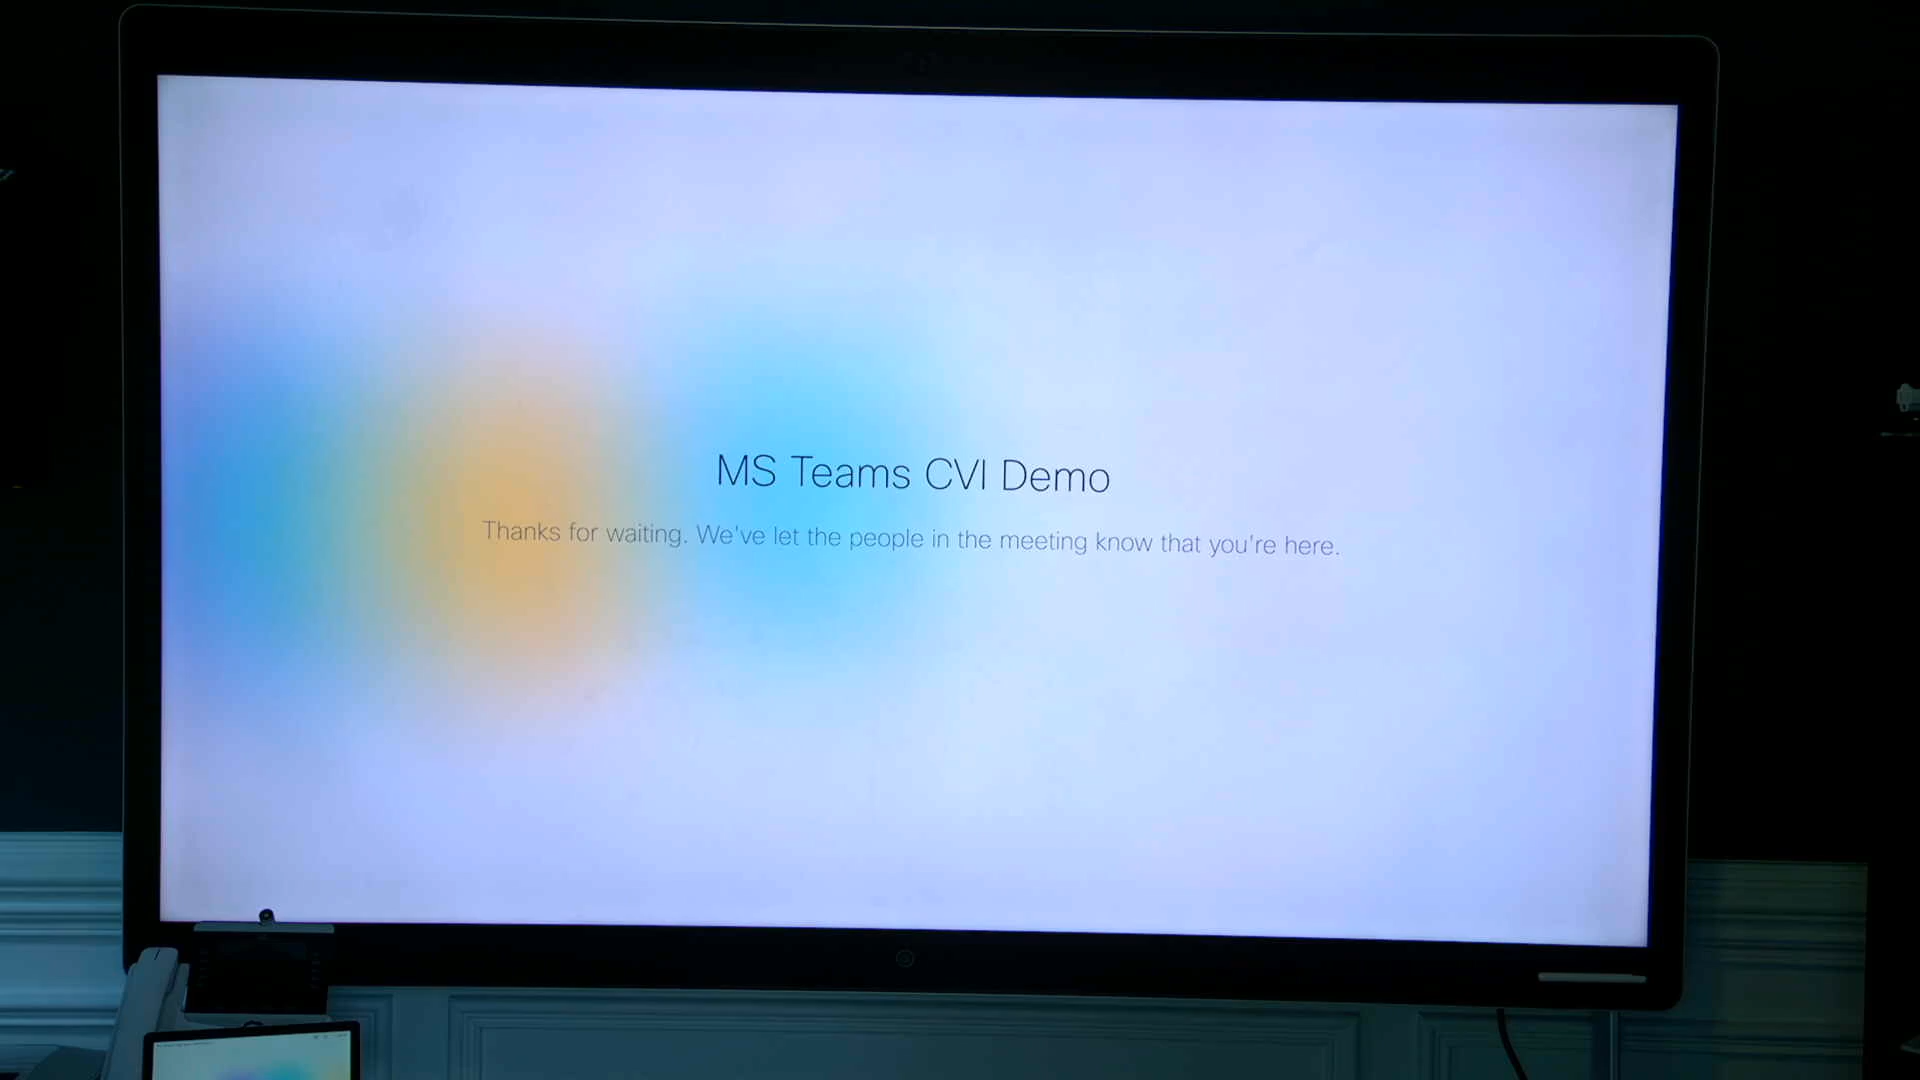 MS Teams CVI Demo
Thanks for waiting. We've let the people in the meeting know that you're here.